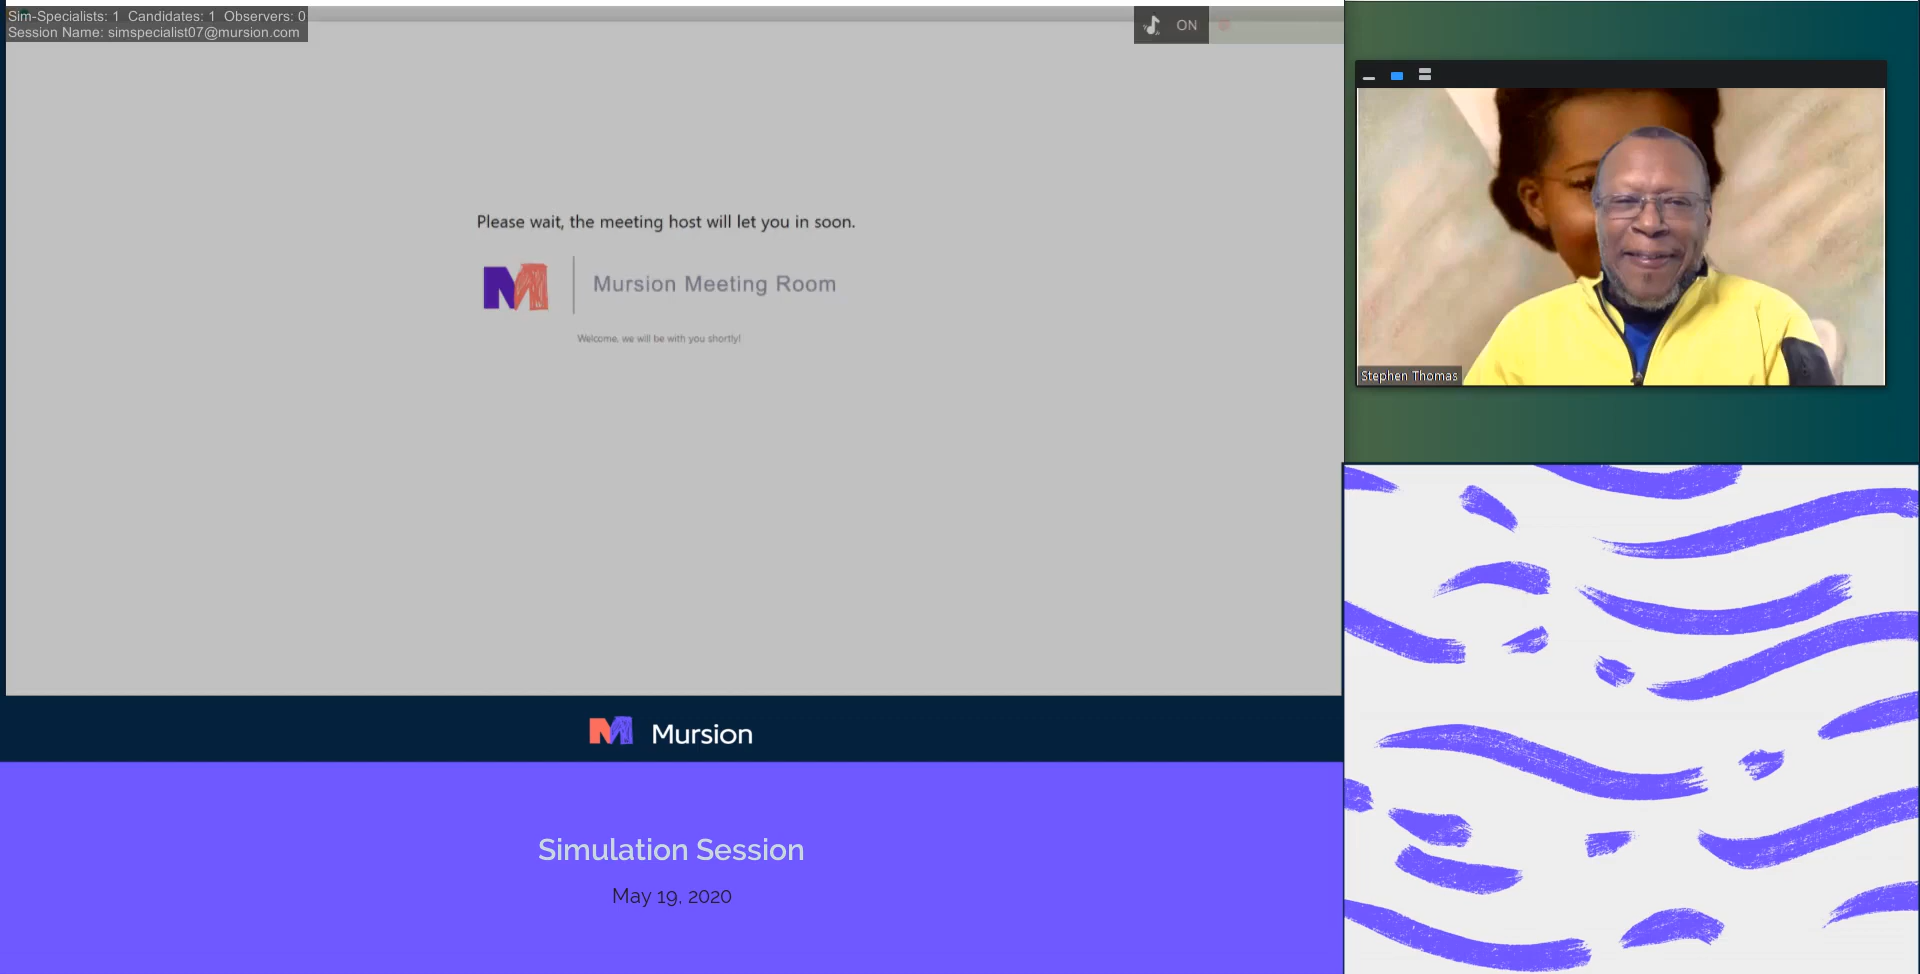 Sim-Specialists: 1 Candidates: 1 Observers: 0
Session Name: simspecialist07@mursion.com
ON
Please wait, the meeting host will let you in soon.
M
Mursion Meeting Room
Welcome, we will be with you shortly!
Stephen Thomas
M Mursion
Simulation Session
May 19, 2020